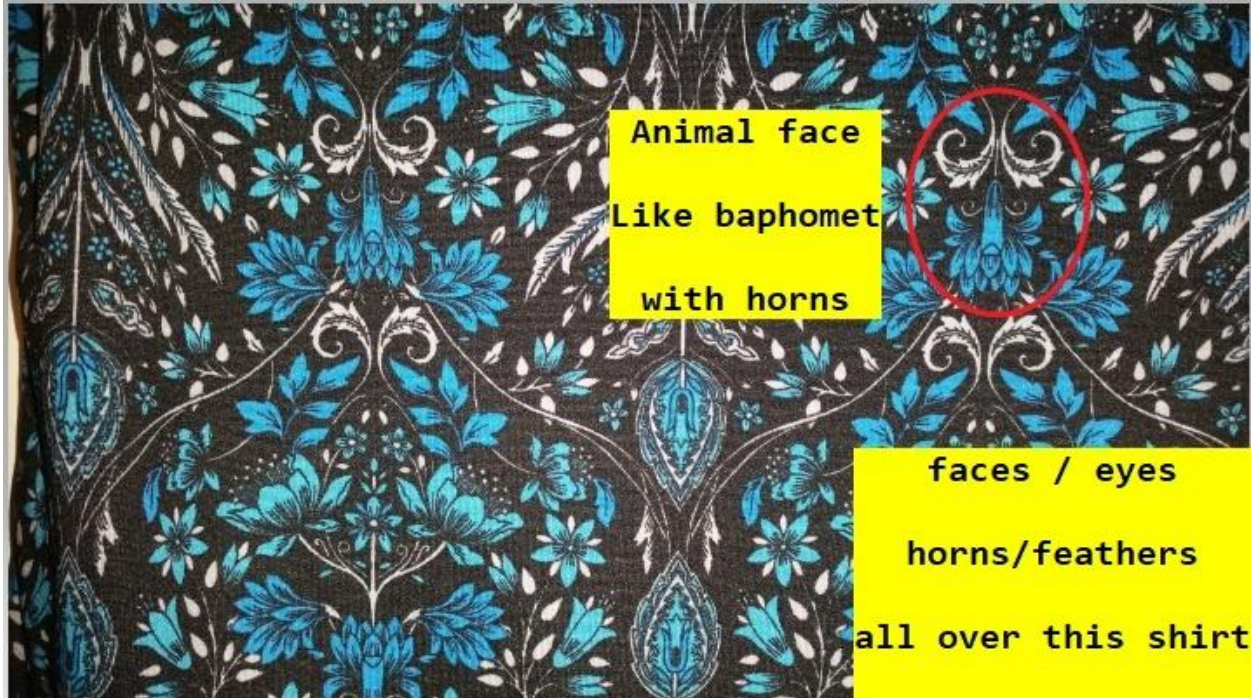 Animal face
Like baphomet
with horns
faces / eyes
horns/feathers
all over this shirt